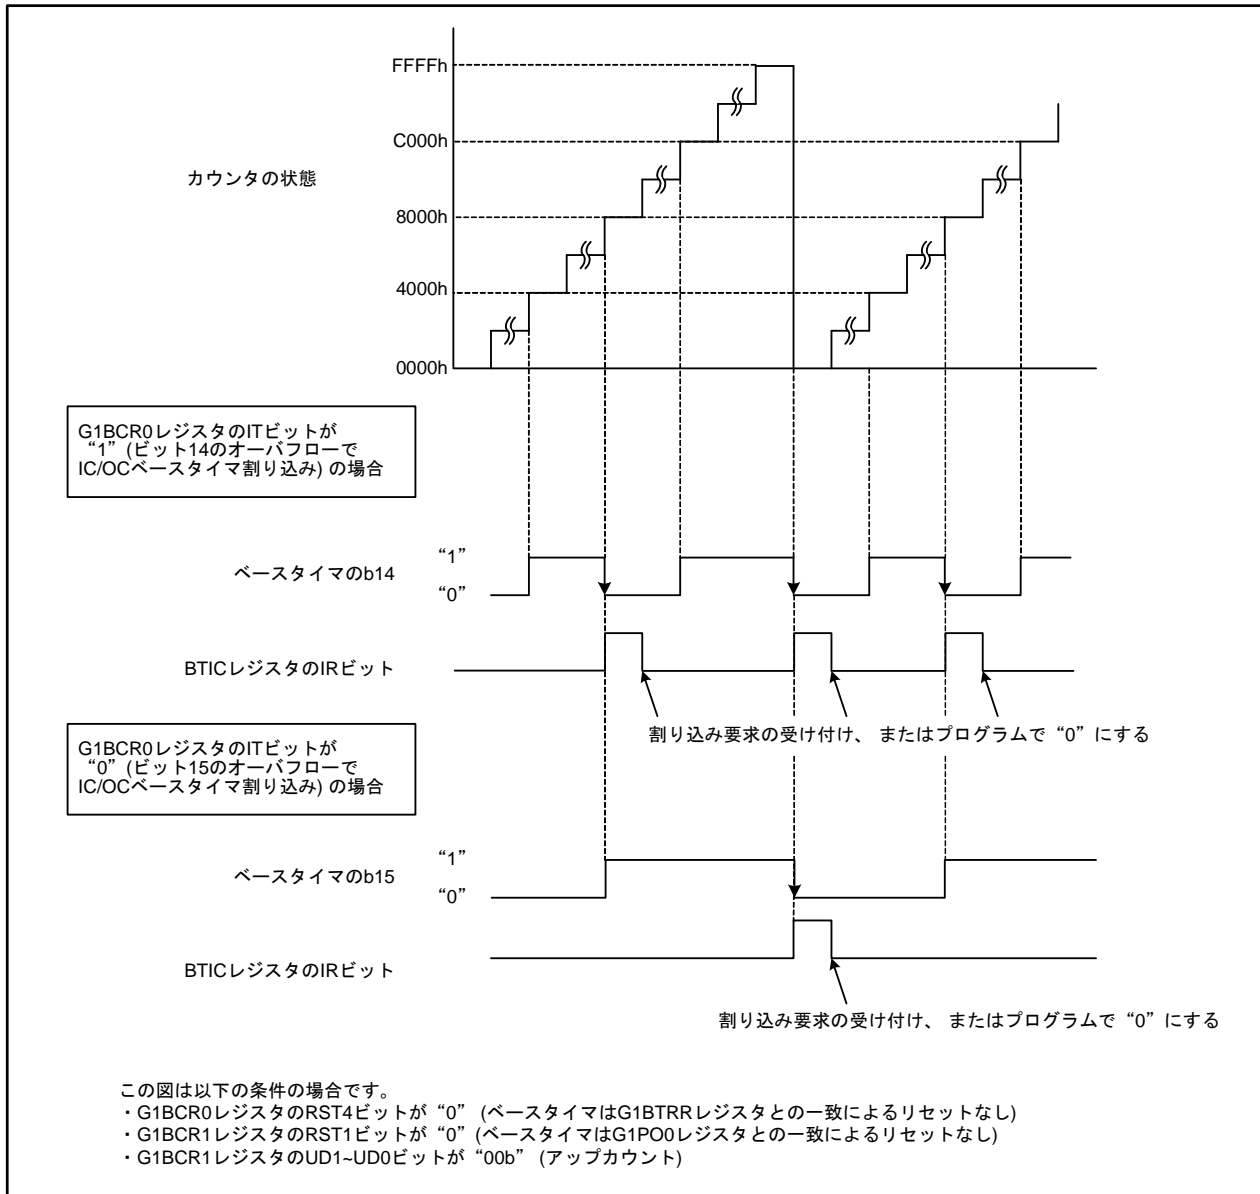 FFFFh
C000h
カウンタの状態
8000h
4000h
0000h
G1BCR0レジスタのITビットが
“1” (ビット14のオーバフローで
IC/OCベースタイマ割り込み) の場合
“1”
ベースタイマのb14
“0”
BTICレジスタのIRビット
割り込み要求の受け付け、 またはプログラムで “0” にする
G1BCR0レジスタのITビットが
“0” (ビット15のオーバフローで
IC/OCベースタイマ割り込み) の場合
“1”
ベースタイマのb15
“0”
BTICレジスタのIRビット
割り込み要求の受け付け、 またはプログラムで “0” にする
この図は以下の条件の場合です。
・G1BCR0レジスタのRST4ビットが “0” (ベースタイマはG1BTRRレジスタとの一致によるリセットなし)
・G1BCR1レジスタのRST1ビットが “0” (ベースタイマはG1PO0レジスタとの一致によるリセットなし)
・G1BCR1レジスタのUD1~UD0ビットが “00b” (アップカウント)